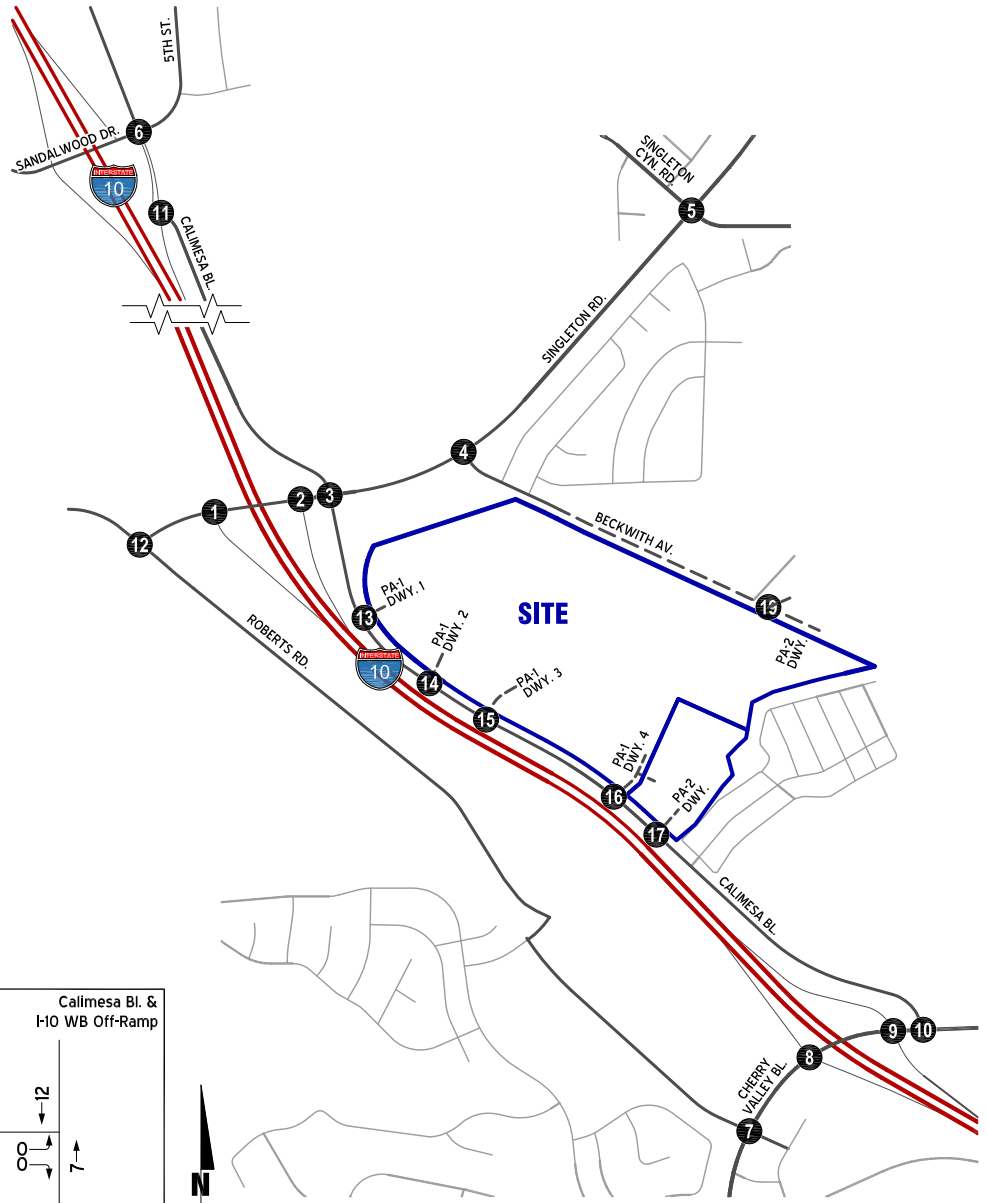 5TH ST.
SANDALWOOD DR.
6
INTERSTATE
10
11
CALIMESA BL.
SINGLETON
CYN. RD.
5
SINGLETON RD.
4
3
2
1
12
BECKWITH AV.
19
PA-2
DWY.
SITE
PA-1
DWY. 1
13
PA-1
DWY. 2
14
PA-1
DWY. 3
15
INTERSTATE
10
ROBERTS RD.
PA-1
DWY. 4
16
PA-2
DWY.
17
CALIMESA BL.
9
10
8
CHERRY
VALLEY BL.
7
Calimesa Bl. &
I-10 WB Off-Ramp
12
0
0
7
N